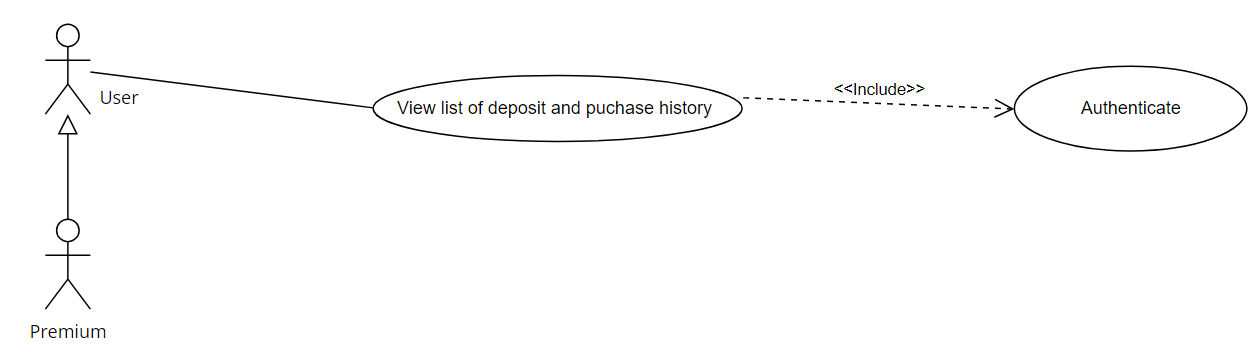 <<Include>>
User
View list of deposit and puchase history
Authenticate
Premium